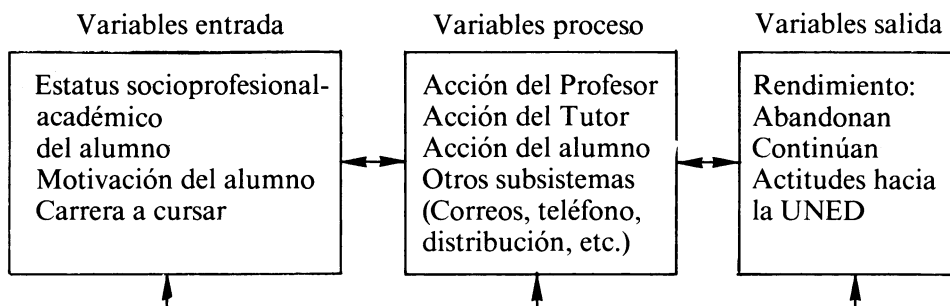 Variables entrada
Estatus socioprofesional-
académico
del alumno
Motivación del alumno
Carrera a cursar
Variables proceso
Acción del Profesor
Acción del Tutor
Acción del alumno
Otros subsistemas
(Correos, teléfono,
distribución, etc.)
Variables salida
Rendimiento:
Abandonan
Continúan
Actitudes hacia
la UNED